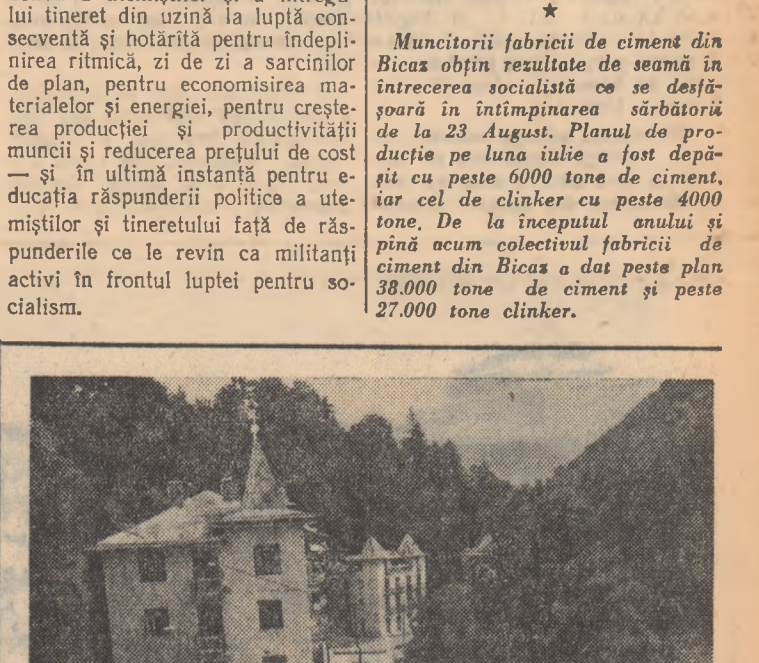 lui tineret din uzină la luptă con-
secventă și hotărîtă pentru îndepli-
nirea ritmică, zi de zi a sarcinilor
de plan, pentru economisirea ma-
terialelor și energiei, pentru crește-
rea producției și productivității
muncii și reducerea prețului de cost
— și în ultimă instanță pentru e-
ducația răspunderii politice a ute-
miștilor și tineretului față de răs-
punderile ce le revin ca militanți
activi în frontul luptei pentru so-
cialism.
★
Muncitorii fabricii de ciment din
Bicaz obțin rezultate de seamă în
întrecerea socialistă ce se desfă-
șoară în întîmpinarea sărbătorii
de la 23 August. Planul de pro-
ducție pe luna iulie a fost depă-
șit cu peste 6000 tone de ciment,
iar cel de clinker cu peste 4000
tone. De la începutul anului și
pînă acum colectivul fabricii de
ciment din Bicaz a dat peste plan
38.000 tone de ciment și peste
27.000 tone clinker.